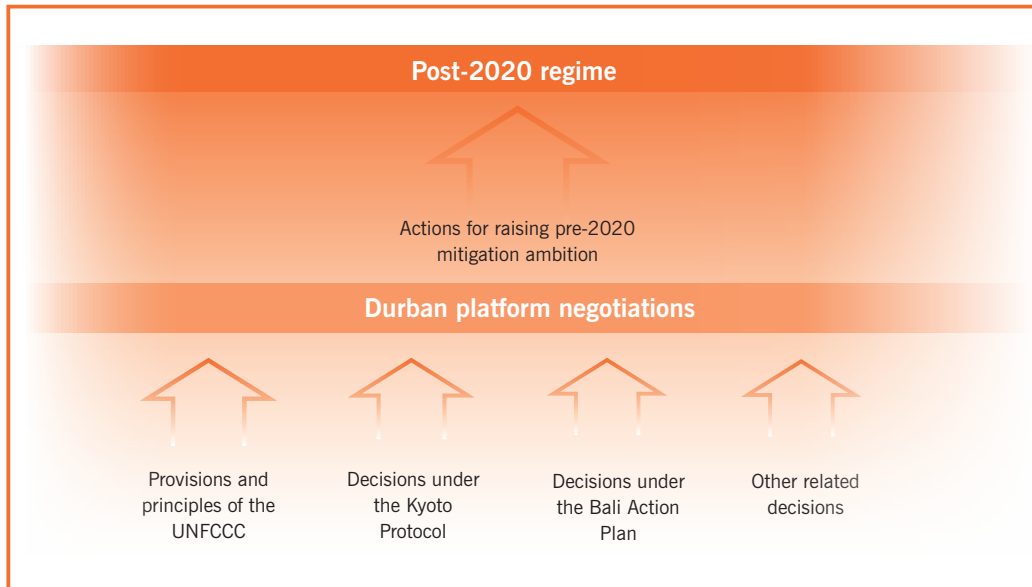 Post-2020 regime
Actions for raising pre-2020
mitigation ambition
Durban platform negotiations
Provisions and
principles of the
UNFCCC
Decisions under
the Kyoto
Protocol
Decisions under
the Bali Action
Plan
Other related
decisions